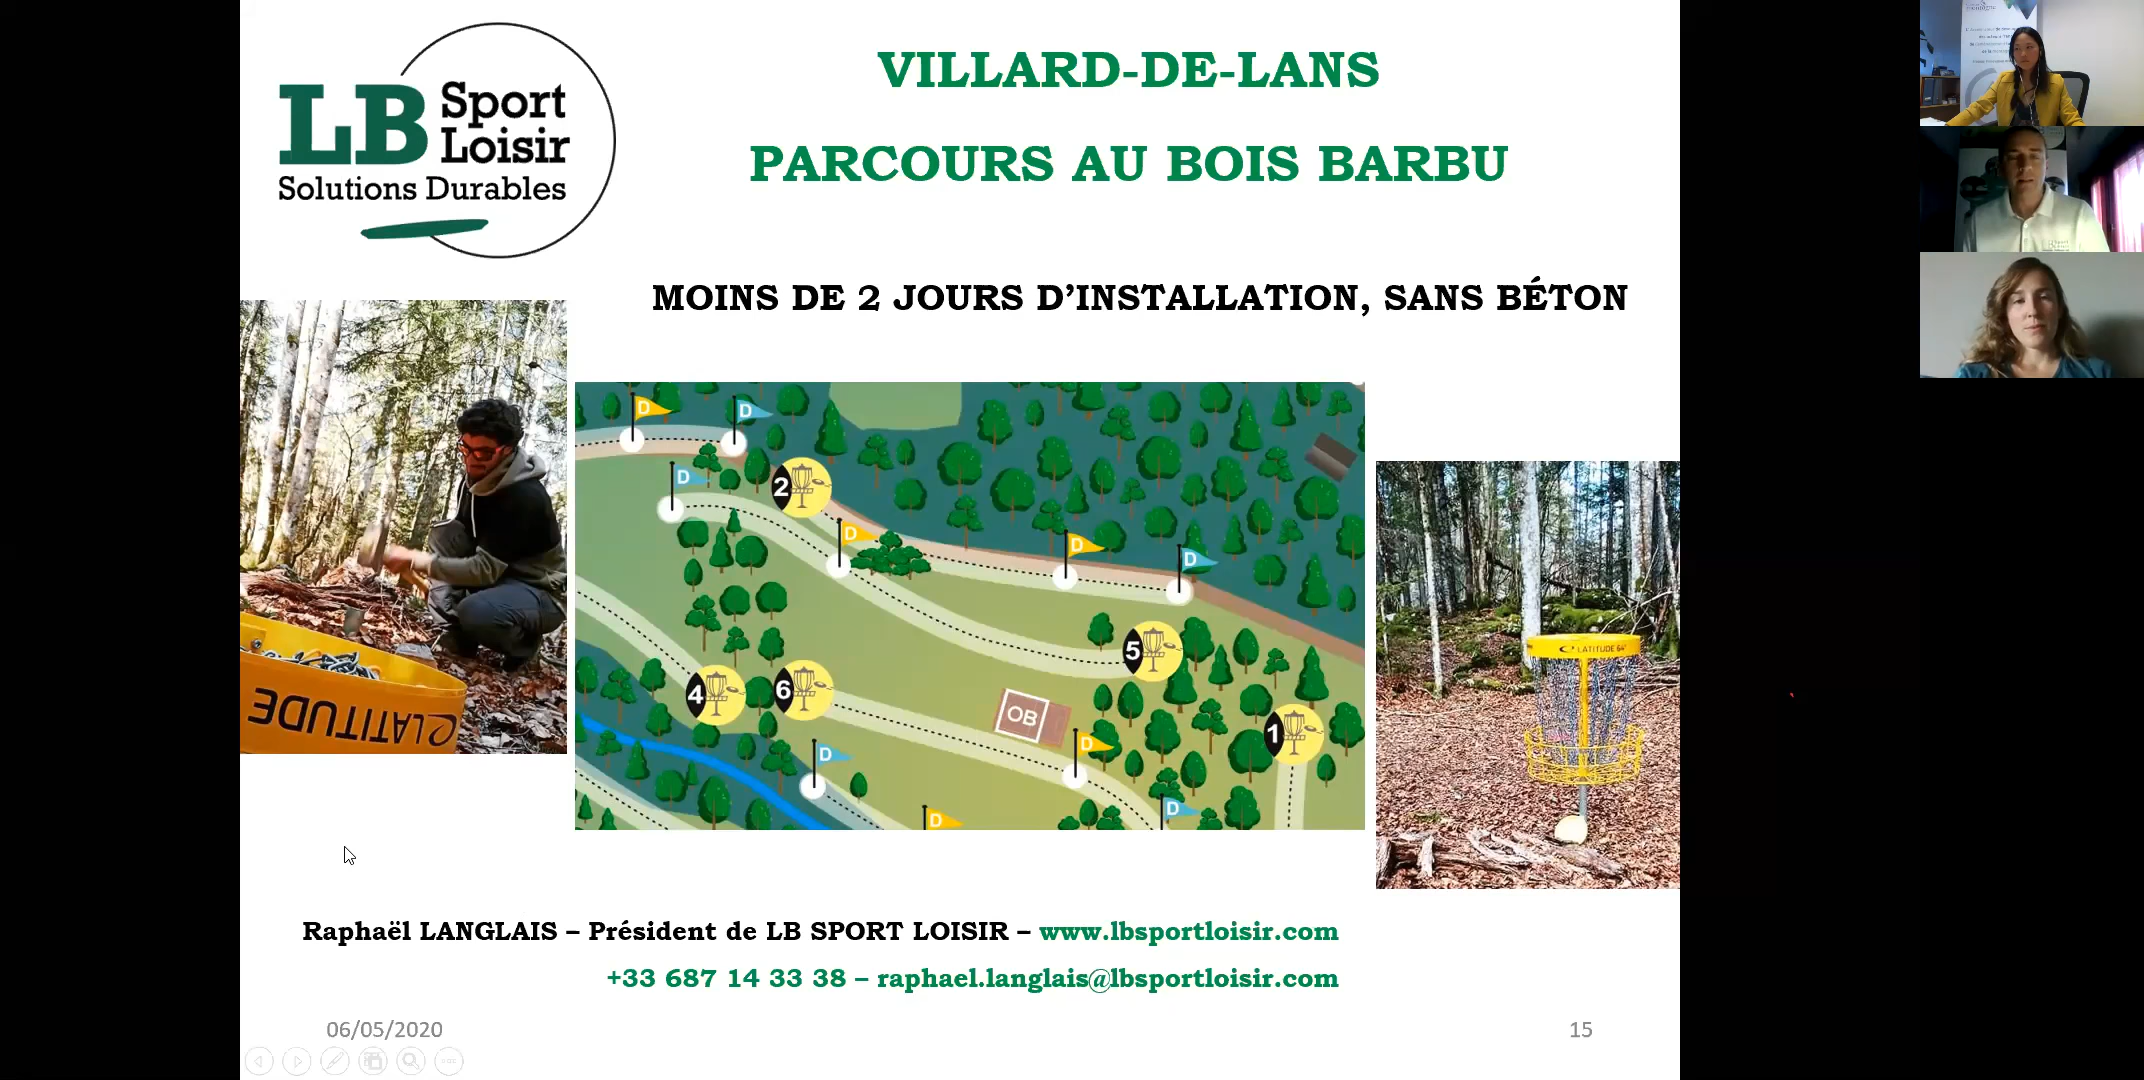 LB Sport
Loisir
Solutions Durables
VILLARD-DE-LANS
PARCOURS AU BOIS BARBU
MOINS DE 2 JOURS D’INSTALLATION, SANS BÉTON
LATITUDE
D
D
D
2
D
D
D
5
4
6
OB
1
D
D
D
D
LATITUDE 64°
Raphaël LANGLAIS – Président de LB SPORT LOISIR – www.lbsportloisir.com
+33 687 14 33 38 – raphael.langlais@lbsportloisir.com
06/05/2020
15